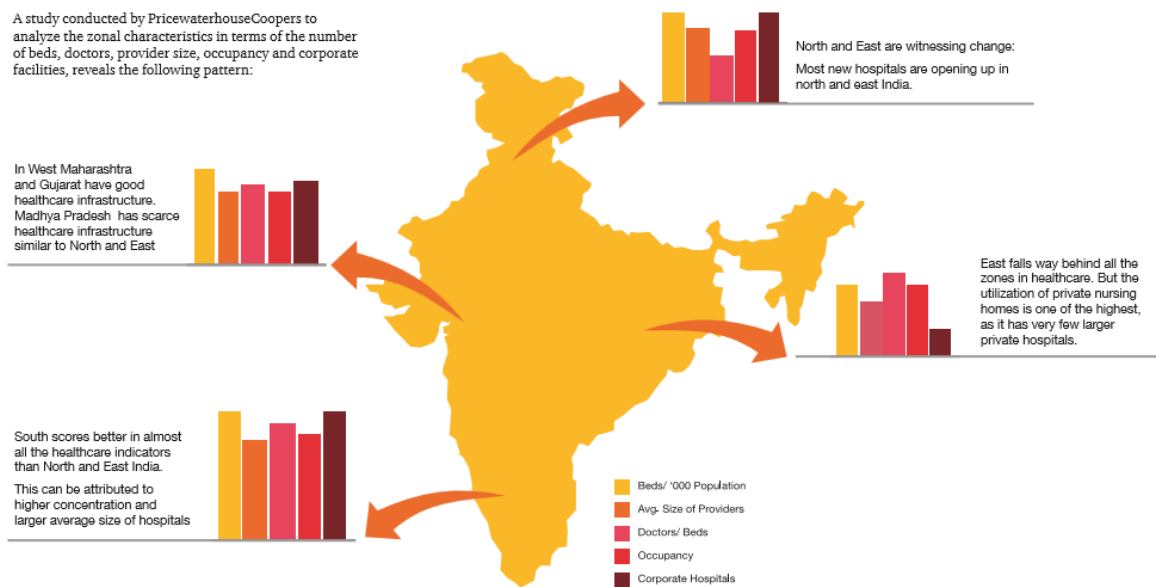 A study conducted by PricewaterhouseCoopers to
analyze the zonal characteristics in terms of the number
of beds, doctors, provider size, occupancy and corporate
facilities, reveals the following pattern:
North and East are witnessing change:
Most new hospitals are opening up in
north and east India.
In West Maharashtra
and Gujarat have good
healthcare infrastructure.
Madhya Pradesh has scarce
healthcare infrastructure
similar to North and East
East falls way behind all the
zones in healthcare. But the
utilization of private nursing
homes is one of the highest,
as it has very few larger
private hospitals.
South scores better in almost
all the healthcare indicators
than North and East India.
This can be attributed to
higher concentration and
larger average size of hospitals
Beds/ '000 Population
Avg. Size of Providers
Doctors/ Beds
Occupancy
Corporate Hospitals